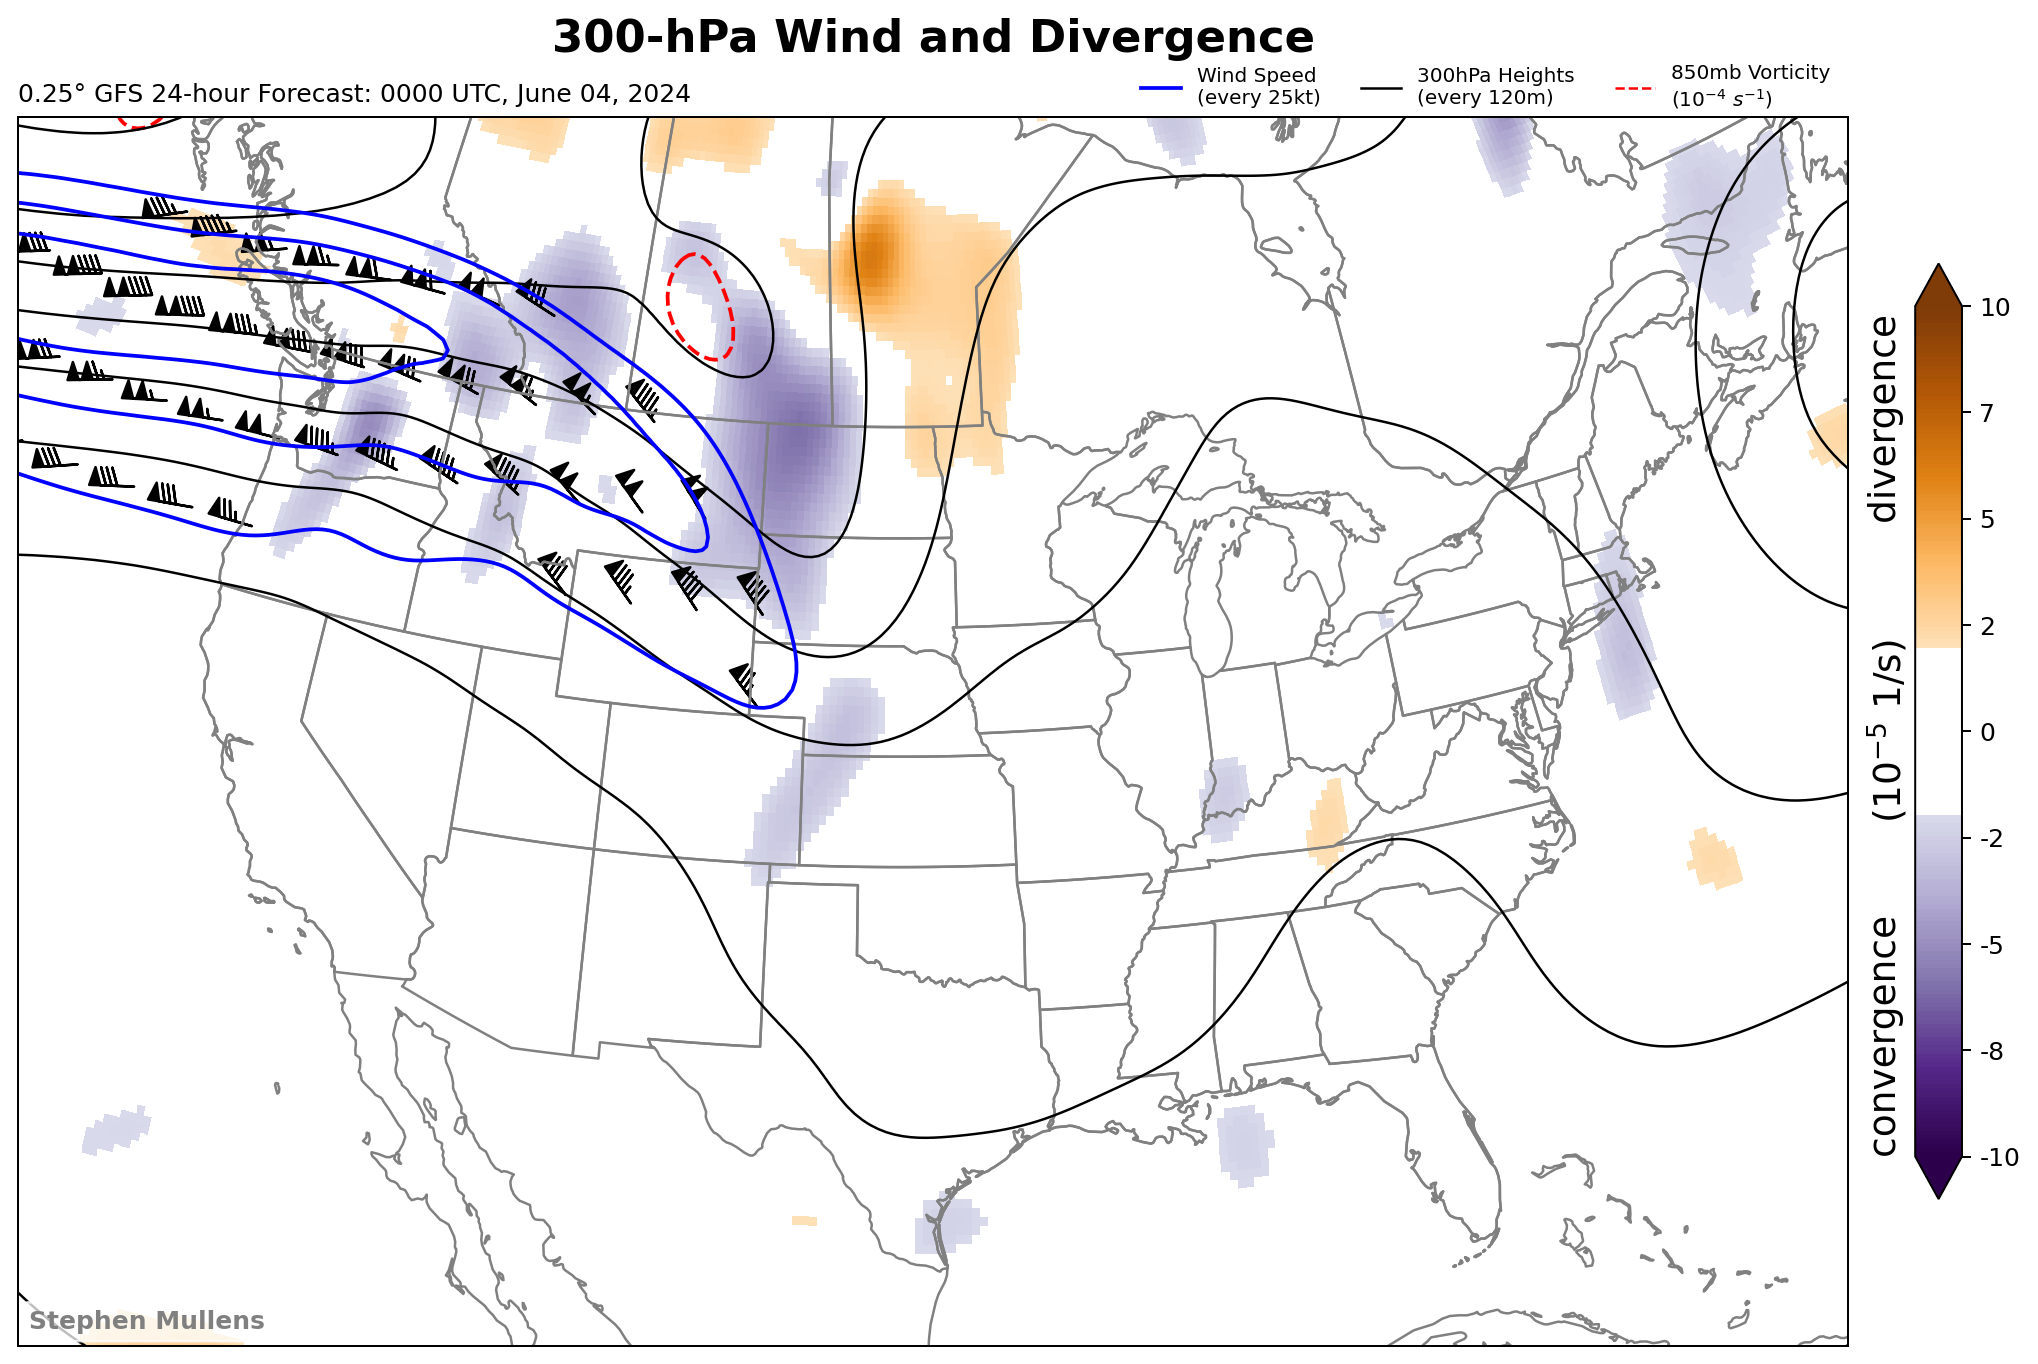 300-hPa Wind and Divergence
0.25° GFS 24-hour Forecast: 0000 UTC, June 04, 2024
Wind Speed
(every 25kt)
300hPa Heights
(every 120m)
850mb Vorticity
(10⁻⁴ s⁻¹)
10
7
5
2
0
-2
-5
-8
-10
convergence (10⁻⁵ 1/s) divergence
Stephen Mullens